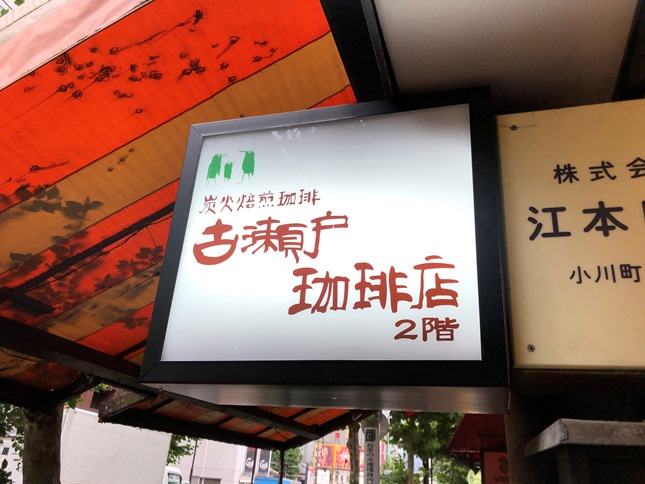 炭火焙煎珈琲
古瀬戸
珈琲店
2階
株式会
江本
小川町